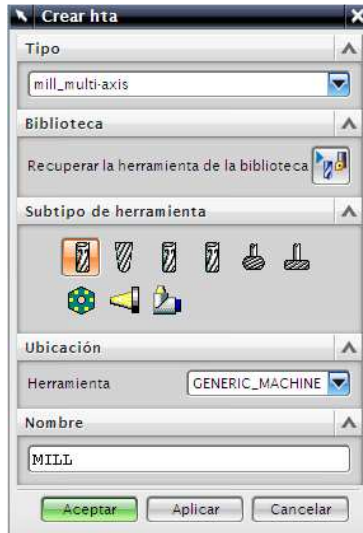 Crear hta
Tipo
mill_multi-axis
Biblioteca
Recuperar la herramienta de la biblioteca
Subtipo de herramienta
Ubicación
Herramienta GENERIC_MACHINE
Nombre
MILL
Aceptar Aplicar Cancelar